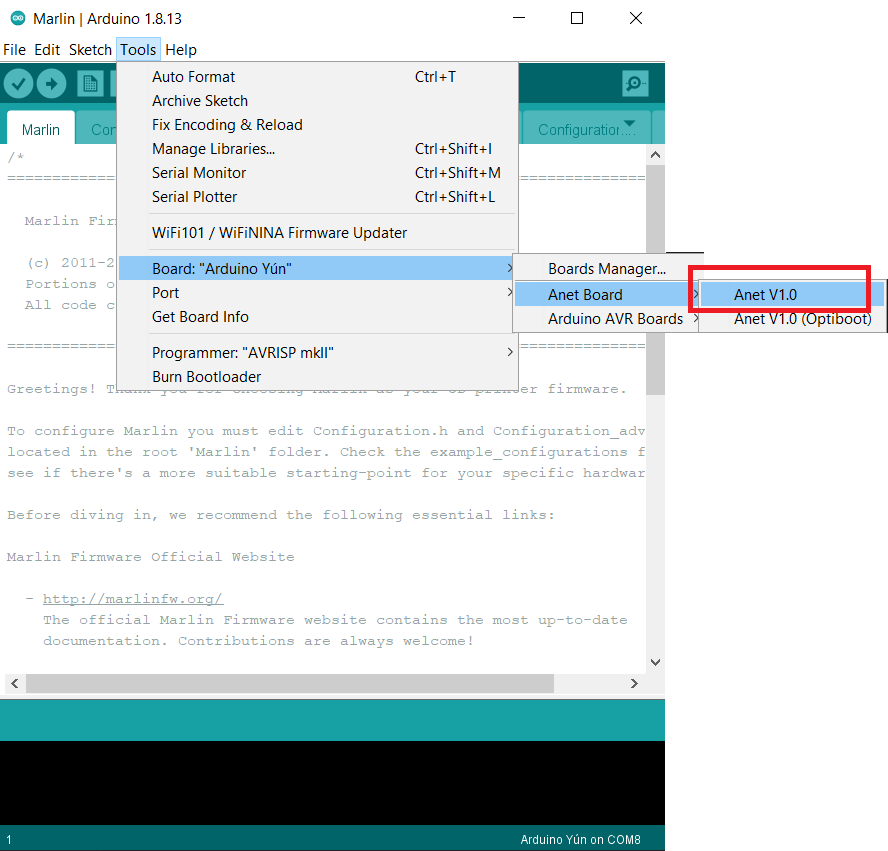 Marlin | Arduino 1.8.13
File Edit Sketch Tools Help
Auto Format Ctrl+T
Archive Sketch
Fix Encoding & Reload
Manage Libraries... Ctrl+Shift+I
Serial Monitor Ctrl+Shift+M
Serial Plotter Ctrl+Shift+L
WiFi101 / WiFiNINA Firmware Updater
Board: "Arduino Yún"
Port
Get Board Info
Programmer: "AVRISP mkII"
Burn Bootloader
Boards Manager...
Anet Board
Arduino AVR Boards
Anet V1.0
Anet V1.0 (Optiboot)
Marlin Con Configuration....
/*
Marlin Fir
(c) 2011-2
Portions o
All code c
Greetings! Thank you for choosing Marlin as your 3D printer firmware.
To configure Marlin you must edit Configuration.h and Configuration_adv
located in the root 'Marlin' folder. Check the example_configurations f
see if there's a more suitable starting-point for your specific hardwar
Before diving in, we recommend the following essential links:
Marlin Firmware Official Website
- http://marlinfw.org/
The official Marlin Firmware website contains the most up-to-date
documentation. Contributions are always welcome!
1
Arduino Yún on COM8